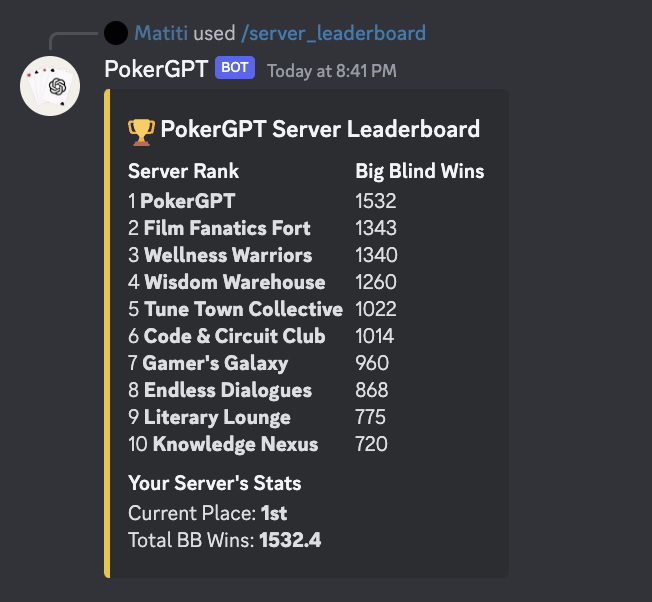 Matiti used /server_leaderboard
PokerGPT BOT Today at 8:41 PM
🏆 PokerGPT Server Leaderboard
Server Rank Big Blind Wins
1 PokerGPT 1532
2 Film Fanatics Fort 1343
3 Wellness Warriors 1340
4 Wisdom Warehouse 1260
5 Tune Town Collective 1022
6 Code & Circuit Club 1014
7 Gamer's Galaxy 960
8 Endless Dialogues 868
9 Literary Lounge 775
10 Knowledge Nexus 720
Your Server's Stats
Current Place: 1st
Total BB Wins: 1532.4